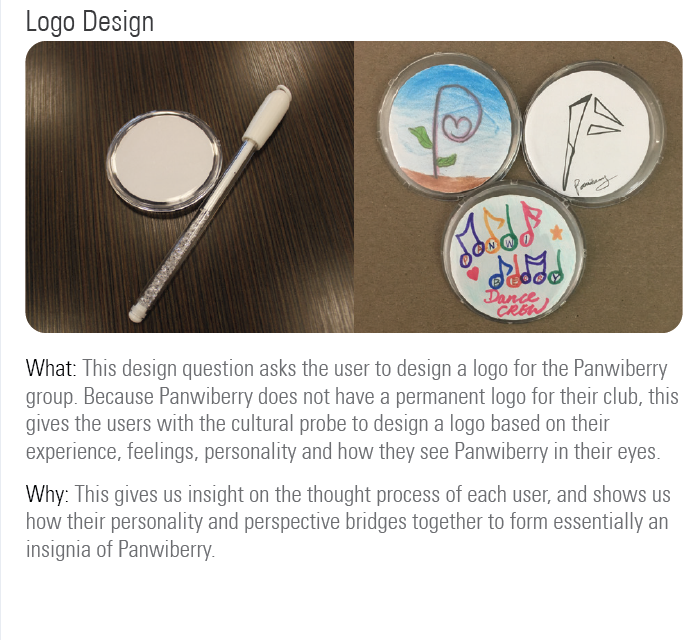 Logo Design
Panwiberry
PANWI
BERRY
Dance
CREW
What: This design question asks the user to design a logo for the Panwiberry
group. Because Panwiberry does not have a permanent logo for their club, this
gives the users with the cultural probe to design a logo based on their
experience, feelings, personality and how they see Panwiberry in their eyes.
Why: This gives us insight on the thought process of each user, and shows us
how their personality and perspective bridges together to form essentially an
insignia of Panwiberry.